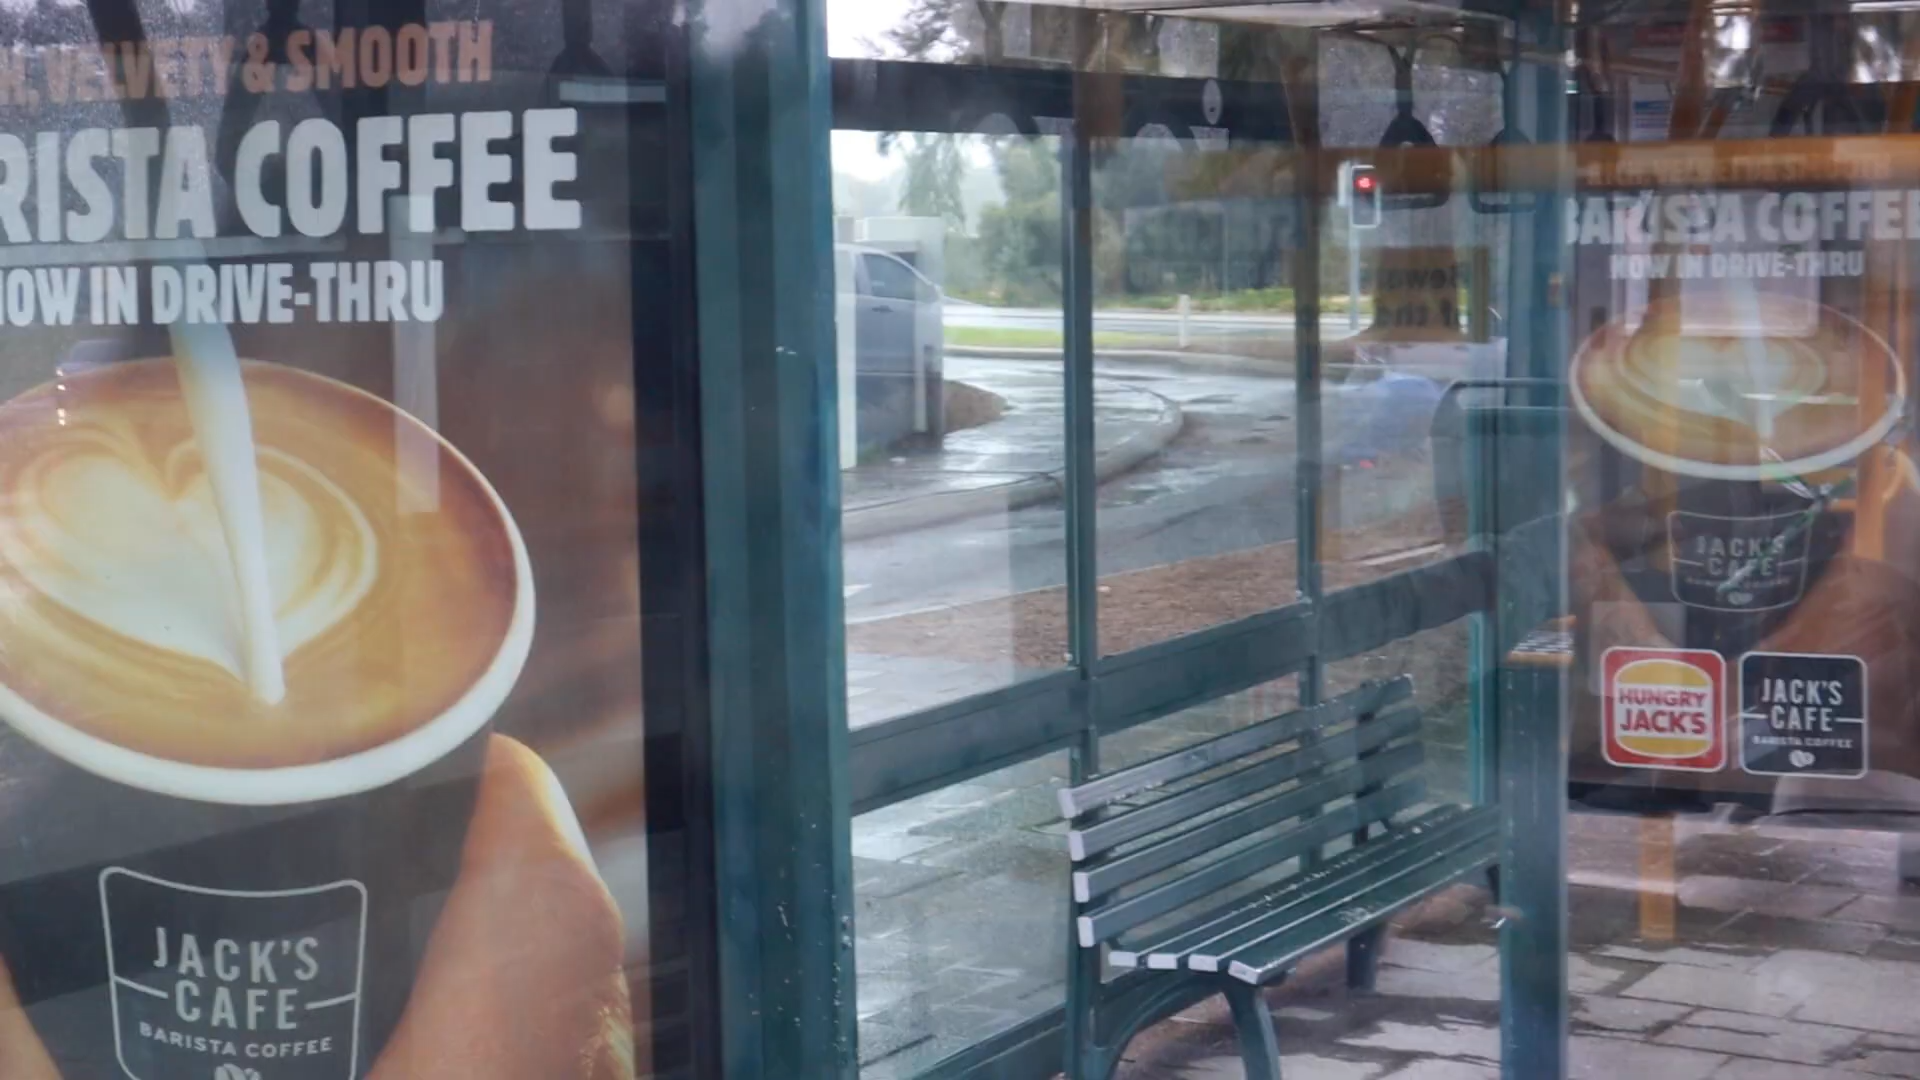 VELVETY & SMOOTH
RISTA COFFEE
NOW IN DRIVE-THRU
JACK'S
CAFE
BARISTA COFFEE
BARISTA COFFEE
NOW IN DRIVE-THRU
JACK'S
CAFE
HUNGRY
JACK'S
JACK'S
CAFE
BARISTA COFFEE